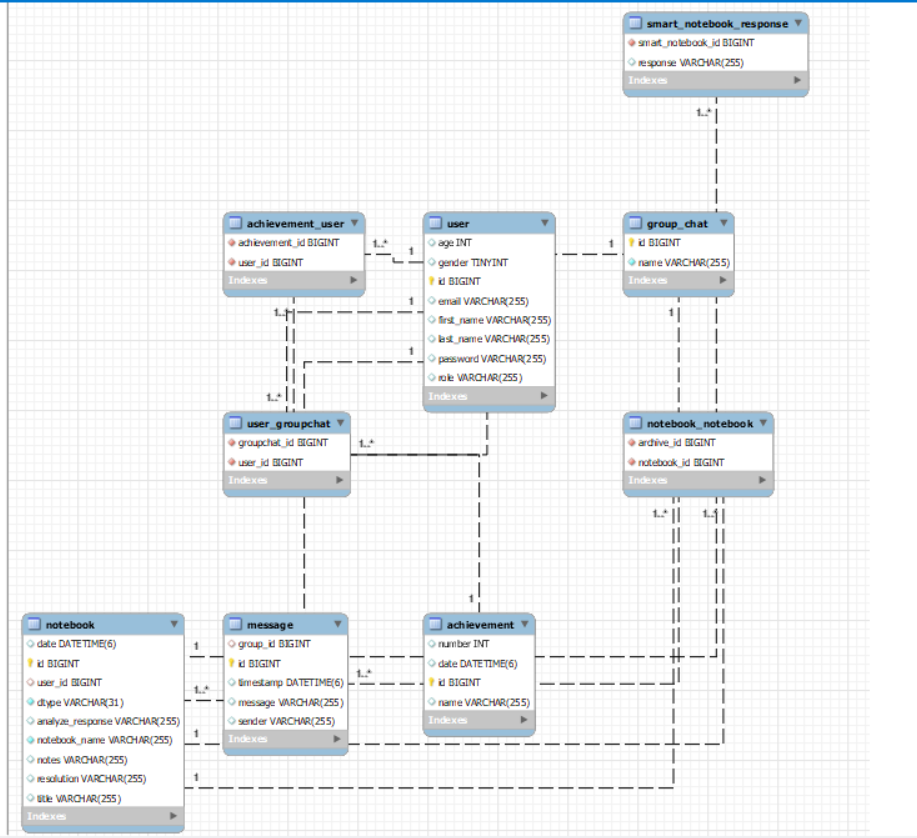 smart_notebook_response
smart_notebook_id BIGINT
response VARCHAR(255)
Indexes
1..*
achievement_user
achievement_id BIGINT
user_id BIGINT
Indexes
1..*
1
user
age INT
gender TINYINT
id BIGINT
email VARCHAR(255)
first_name VARCHAR(255)
last_name VARCHAR(255)
password VARCHAR(255)
role VARCHAR(255)
Indexes
1
group_chat
id BIGINT
name VARCHAR(255)
Indexes
1..*
1
1
1
1..*
user_groupchat
groupchat_id BIGINT
user_id BIGINT
Indexes
1..*
notebook_notebook
archive_id BIGINT
notebook_id BIGINT
Indexes
1..*
1..*
1
notebook
date DATETIME(6)
id BIGINT
user_id BIGINT
dtype VARCHAR(31)
analyze_response VARCHAR(255)
notebook_name VARCHAR(255)
notes VARCHAR(255)
resolution VARCHAR(255)
title VARCHAR(255)
Indexes
1
1..*
1
1
message
group_id BIGINT
id BIGINT
timestamp DATETIME(6)
message VARCHAR(255)
sender VARCHAR(255)
Indexes
1..*
achievement
number INT
date DATETIME(6)
id BIGINT
name VARCHAR(255)
Indexes